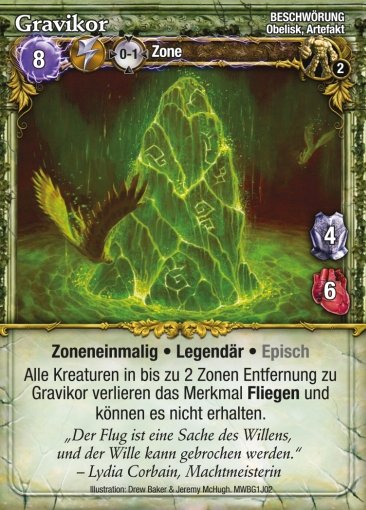 Gravikor
BESCHWÖRUNG
Obelisk, Artefakt
8
0-1
Zone
2
4
6
Zoneneinmalig • Legendär • Episch
Alle Kreaturen in bis zu 2 Zonen Entfernung zu
Gravikor verlieren das Merkmal Fliegen und
können es nicht erhalten.
„Der Flug ist eine Sache des Willens,
und der Wille kann gebrochen werden.“
– Lydia Corbain, Machtmeisterin
Illustration: Drew Baker & Jeremy McHugh. MWBG1J02